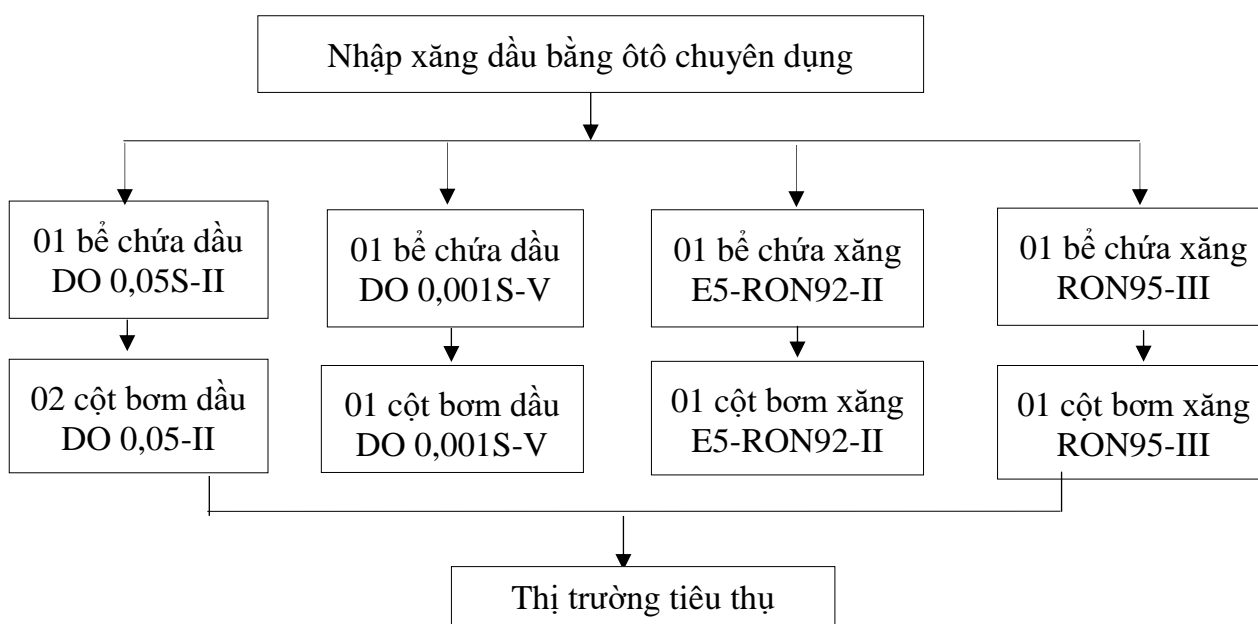 Nhập xăng dầu bằng ôtô chuyên dụng
01 bể chứa dầu
DO 0,05S-II
01 bể chứa dầu
DO 0,001S-V
01 bể chứa xăng
E5-RON92-II
01 bể chứa xăng
RON95-III
02 cột bơm dầu
DO 0,05-II
01 cột bơm dầu
DO 0,001S-V
01 cột bơm xăng
E5-RON92-II
01 cột bơm xăng
RON95-III
Thị trường tiêu thụ